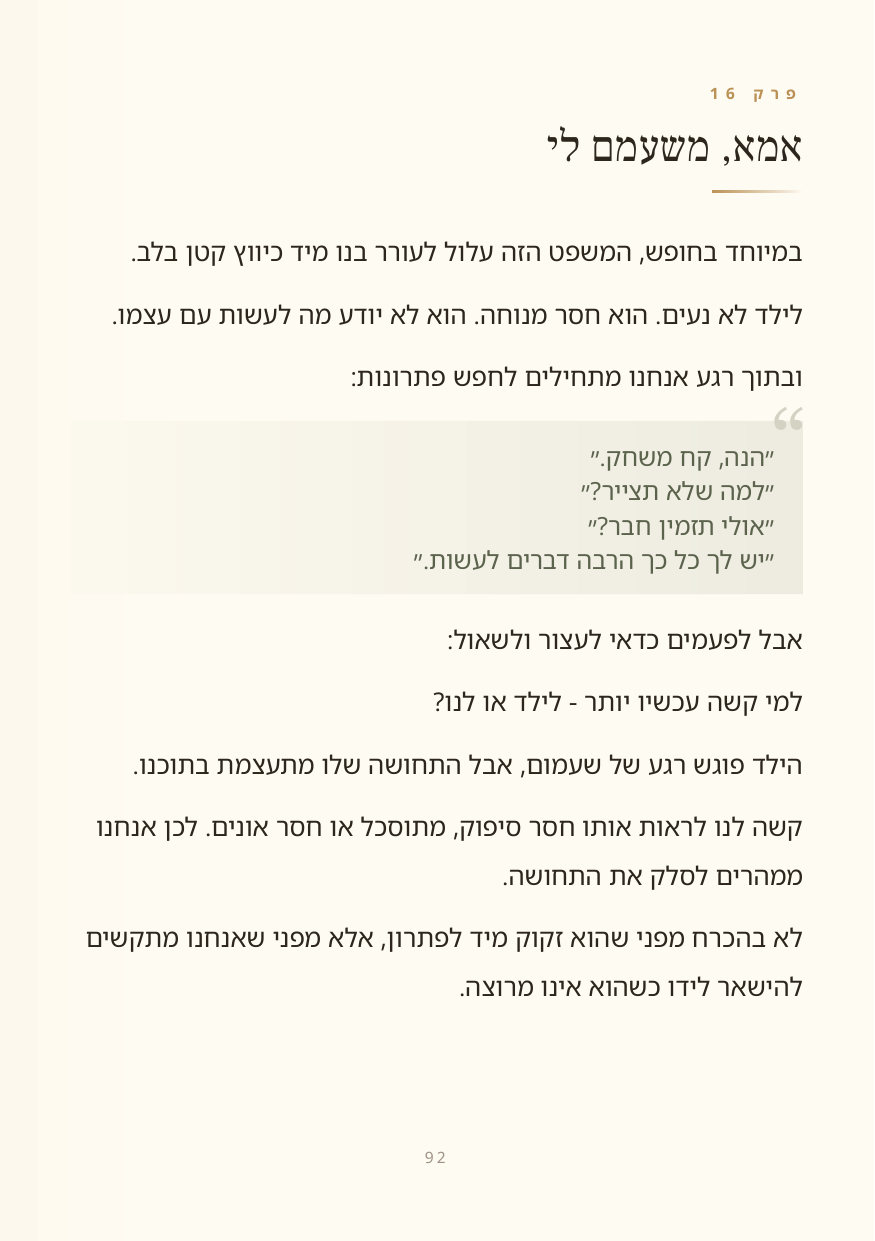 פרק 16
אמא, משעמם לי
במיוחד בחופש, המשפט הזה עלול לעורר בנו מיד כיווץ קטן בלב.
לילד לא נעים. הוא חסר מנוחה. הוא לא יודע מה לעשות עם עצמו.
ובתוך רגע אנחנו מתחילים לחפש פתרונות:
“
״הנה, קח משחק.״
״למה שלא תצייר?״
״אולי תזמין חבר?״
״יש לך כל כך הרבה דברים לעשות.״
אבל לפעמים כדאי לעצור ולשאול:
למי קשה עכשיו יותר - לילד או לנו?
הילד פוגש רגע של שעמום, אבל התחושה שלו מתעצמת בתוכנו.
קשה לנו לראות אותו חסר סיפוק, מתוסכל או חסר אונים. לכן אנחנו
ממהרים לסלק את התחושה.
לא בהכרח מפני שהוא זקוק מיד לפתרון, אלא מפני שאנחנו מתקשים
להישאר לידו כשהוא אינו מרוצה.
92